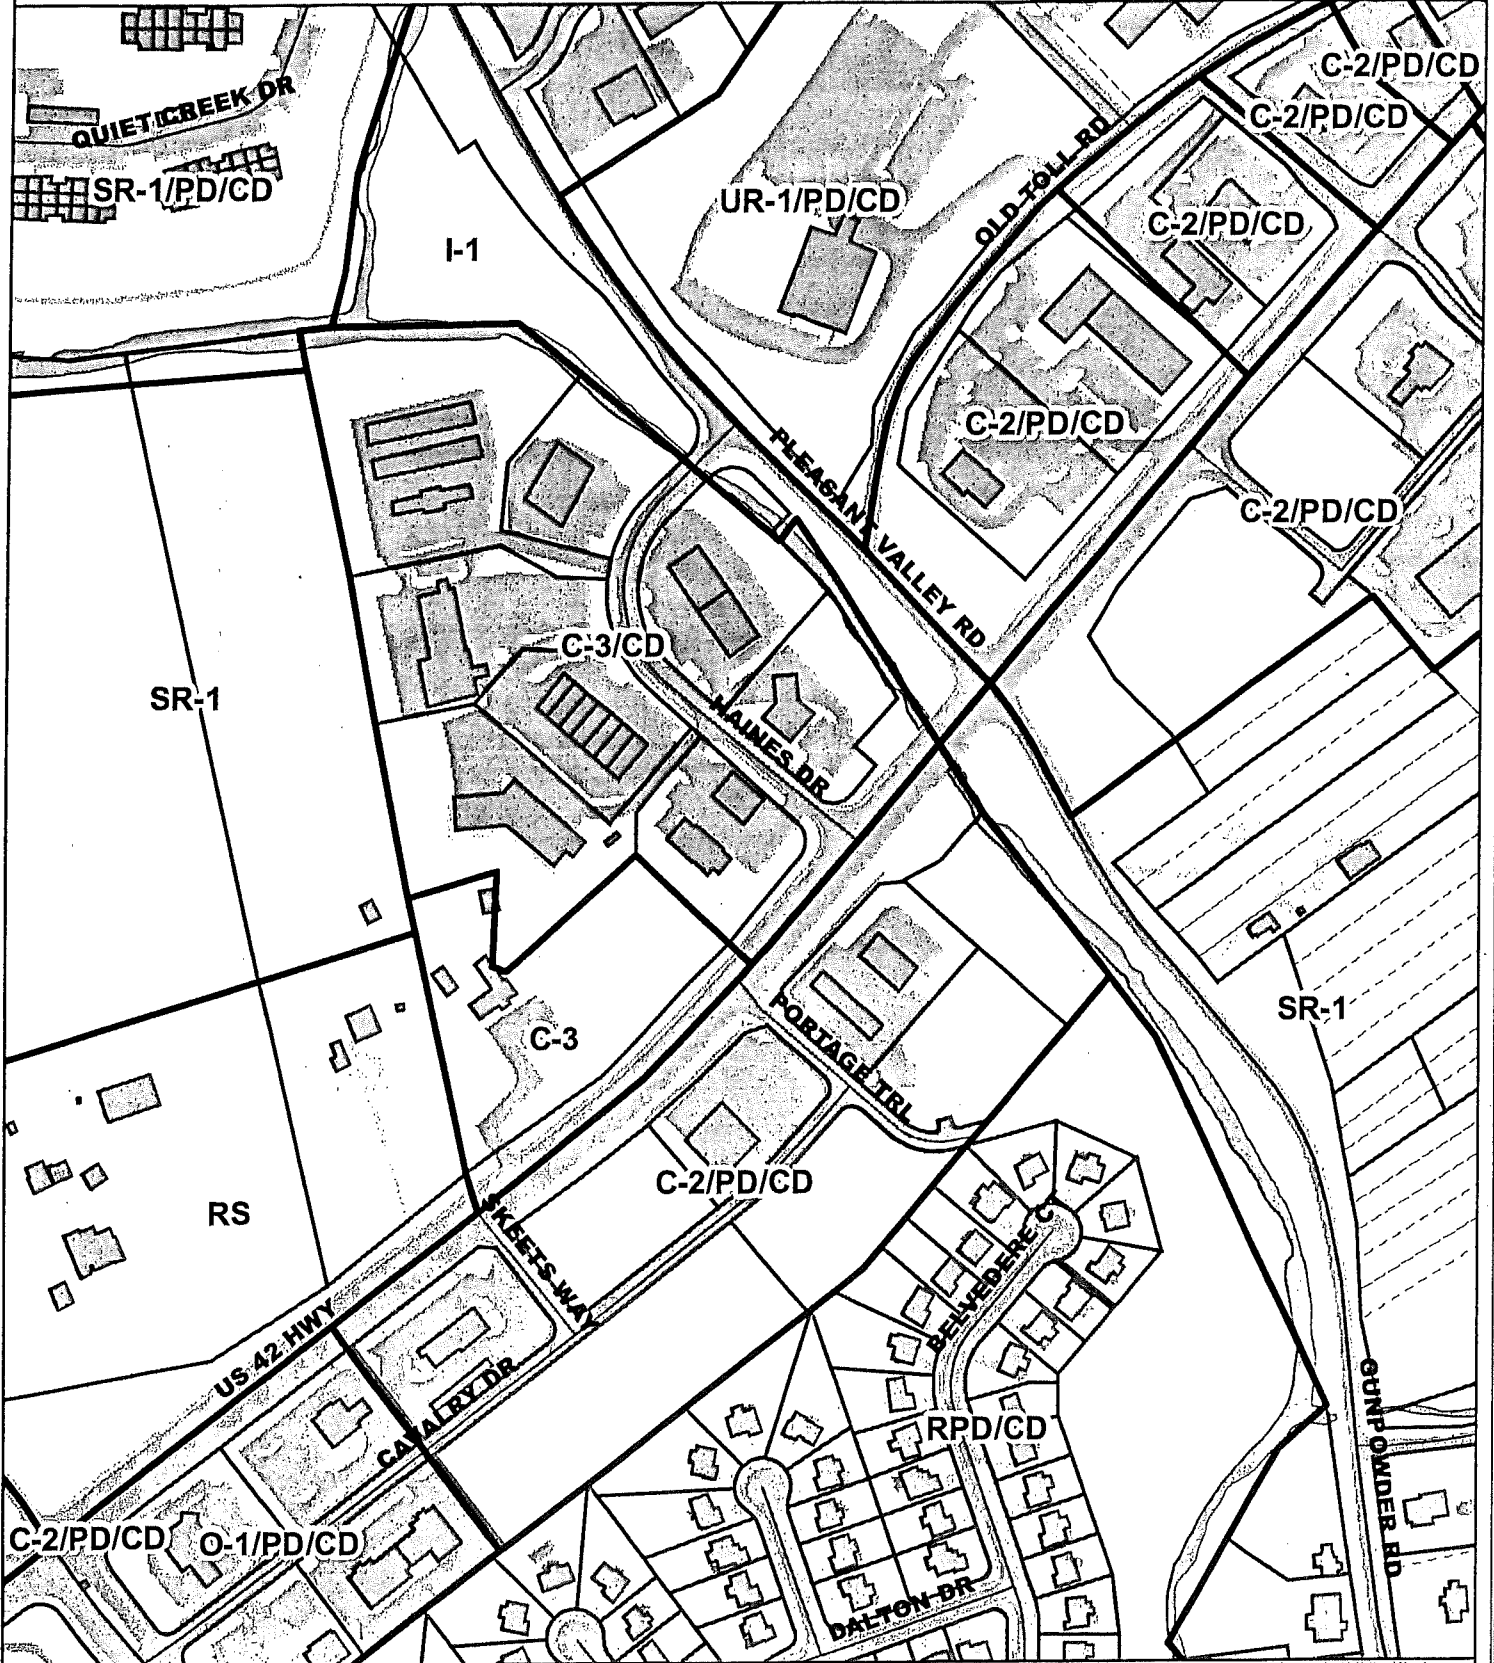 C-2/PD/CD
QUIET CREEK DR
C-2/PD/CD
OLD TOLL RD
SR-1/PD/CD
UR-1/PD/CD
C-2/PD/CD
I-1
C-2/PD/CD
PLEASANT VALLEY RD
C-2/PD/CD
C-3/CD
SR-1
HAINES DR
SR-1
PORTAGE TRL
C-3
C-2/PD/CD
SKEETS WAY
BELVEDERE CT
RS
US 42 HWY
CAVALRY DR
GUNPOWDER RD
RPD/CD
C-2/PD/CD
O-1/PD/CD
DALTON DR